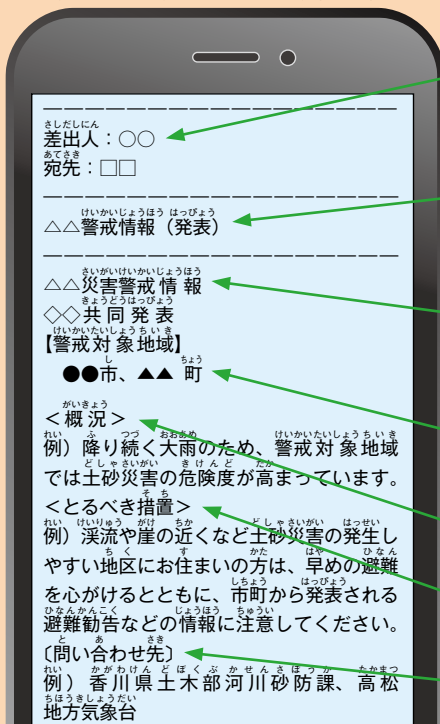 差出人：○○
宛先：□□
△△警戒情報（発表）
△△災害警戒情報
◇◇共同発表
【警戒対象地域】
●●市、▲▲町
＜概況＞
例）降り続く大雨のため、警戒対象地域
では土砂災害の危険度が高まっています。
＜とるべき措置＞
例）渓流や崖の近くなど土砂災害の発生し
やすい地区にお住まいの方は、早めの避難
を心がけるとともに、市町から発表される
避難勧告などの情報に注意してください。
〔問い合わせ先〕
例）香川県土木部河川砂防課、高松
地方気象台